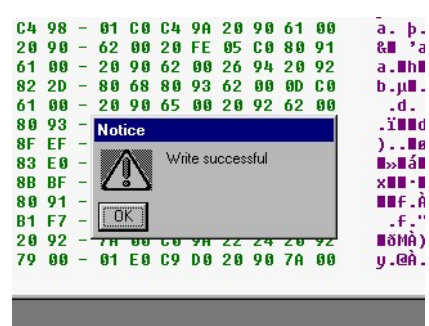 C4 98 - 01 C0 C4 9A 20 90 61 00 a. þ.
20 90 - 62 00 20 FE 05 C0 80 91
61 00 - 20 90 62 00 26 94 20 92
82 2D - 80 68 80 93 62 00 0D C0
61 00 - 20 90 65 00 20 92 62 00 .d.
80 93 -
Notice
8F EF -
83 E0 -
Write successful
8B BF -
80 91 -
OK
B1 F7 -
20 92 -
79 00 - 01 E0 C9 D0 20 90 7A 00 y.@À.